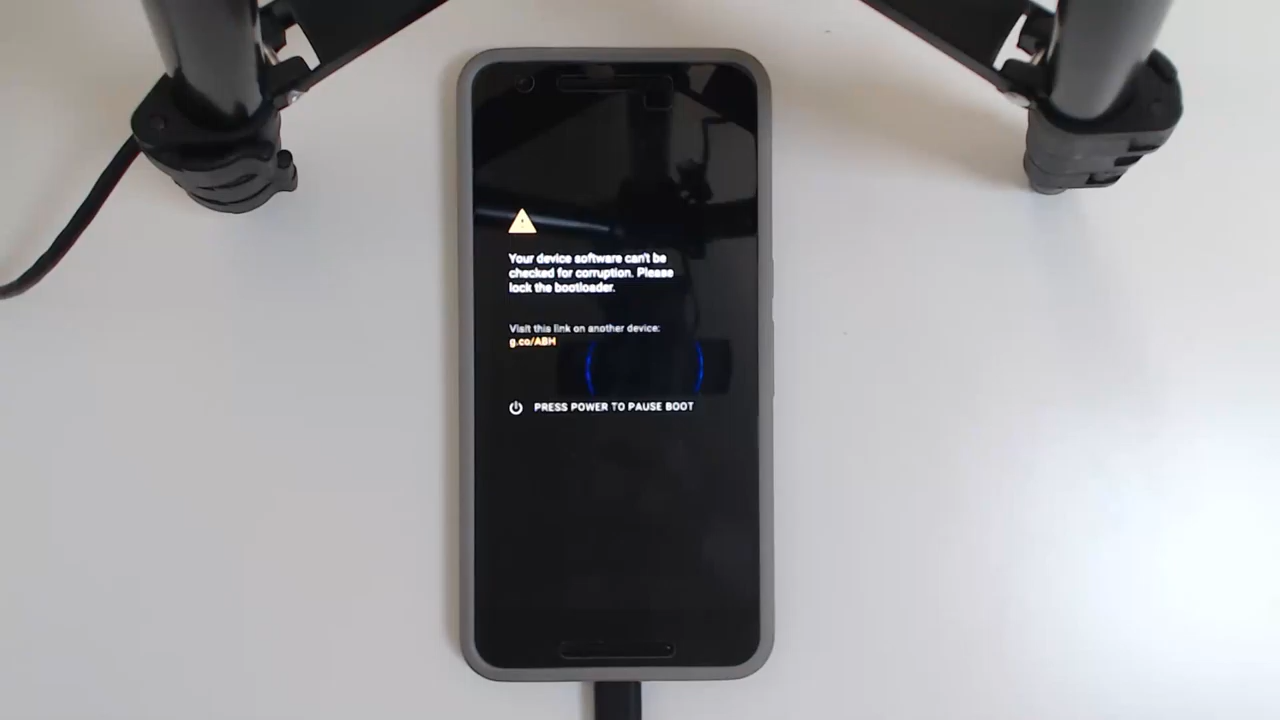 Your device software can't be
checked for corruption. Please
lock the bootloader.
Visit this link on another device:
g.co/ABH
PRESS POWER TO PAUSE BOOT